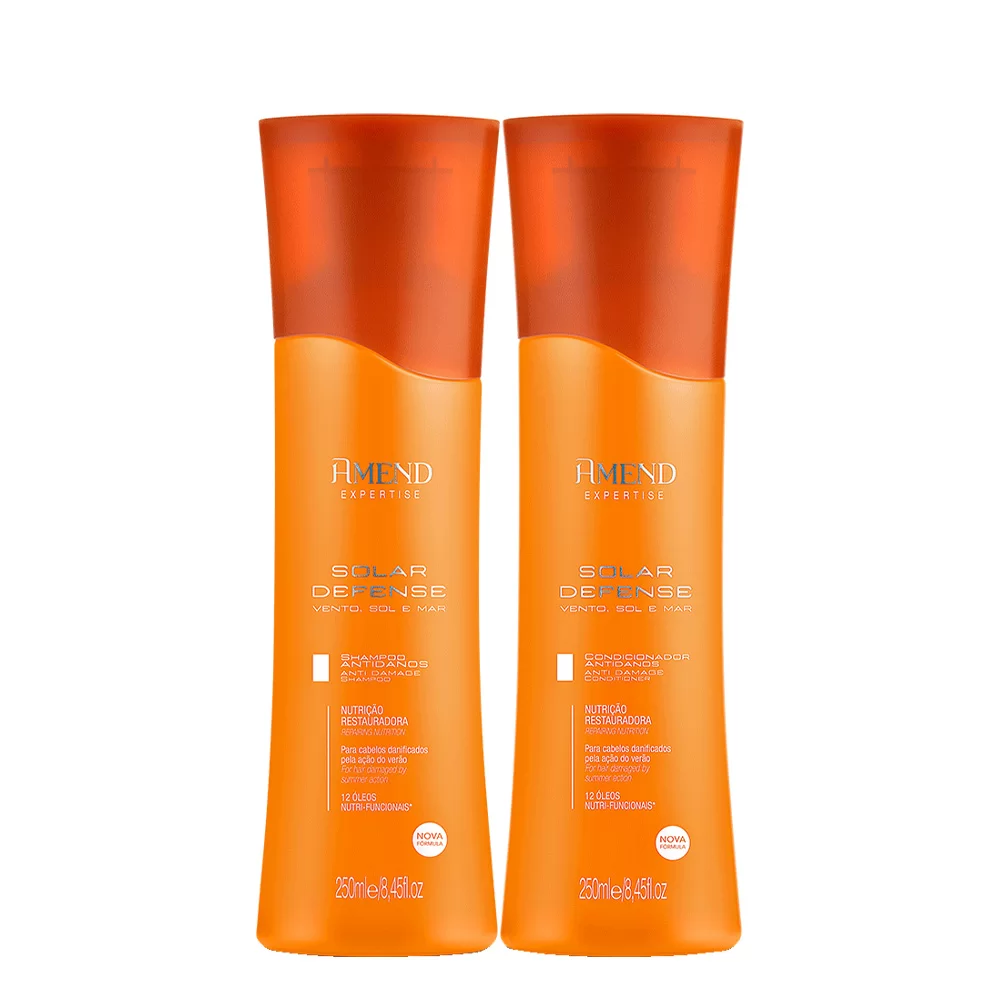 AMEND
EXPERTISE
SOLAR
DEFENSE
VENTO, SOL E MAR
SHAMPOO
ANTIDANOS
ANTI DAMAGE
SHAMPOO
NUTRIÇÃO
RESTAURADORA
REPAIRING NUTRITION
Para cabelos danificados
pela ação do verão
For hair damaged by
summer action
12 ÓLEOS
NUTRI-FUNCIONAIS*
NOVA
FÓRMULA
250mle/8,45fl.oz
AMEND
EXPERTISE
SOLAR
DEFENSE
VENTO, SOL E MAR
CONDICIONADOR
ANTIDANOS
ANTI DAMAGE
CONDITIONER
NUTRIÇÃO
RESTAURADORA
REPAIRING NUTRITION
Para cabelos danificados
pela ação do verão
For hair damaged by
summer action
12 ÓLEOS
NUTRI-FUNCIONAIS*
NOVA
FÓRMULA
250mle/8,45fl.oz